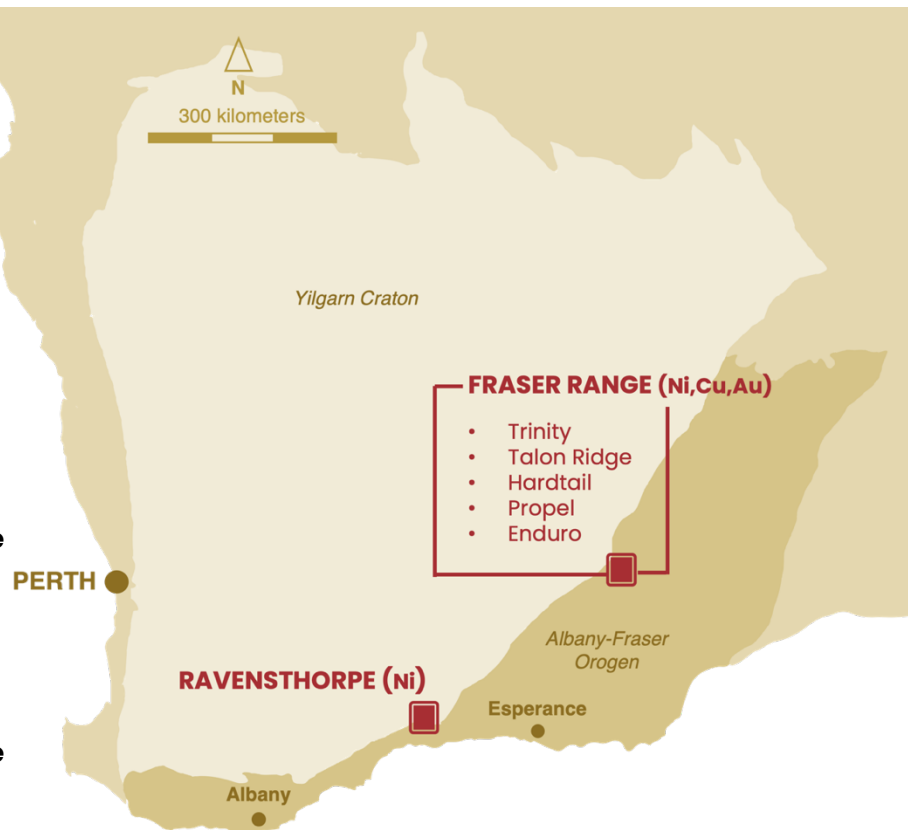 N
300 kilometers
Yilgarn Craton
FRASER RANGE (Ni,Cu,Au)
• Trinity
• Talon Ridge
• Hardtail
• Propel
• Enduro
e
PERTH
Albany-Fraser
Orogen
RAVENSTHORPE (Ni)
Esperance
e
Albany